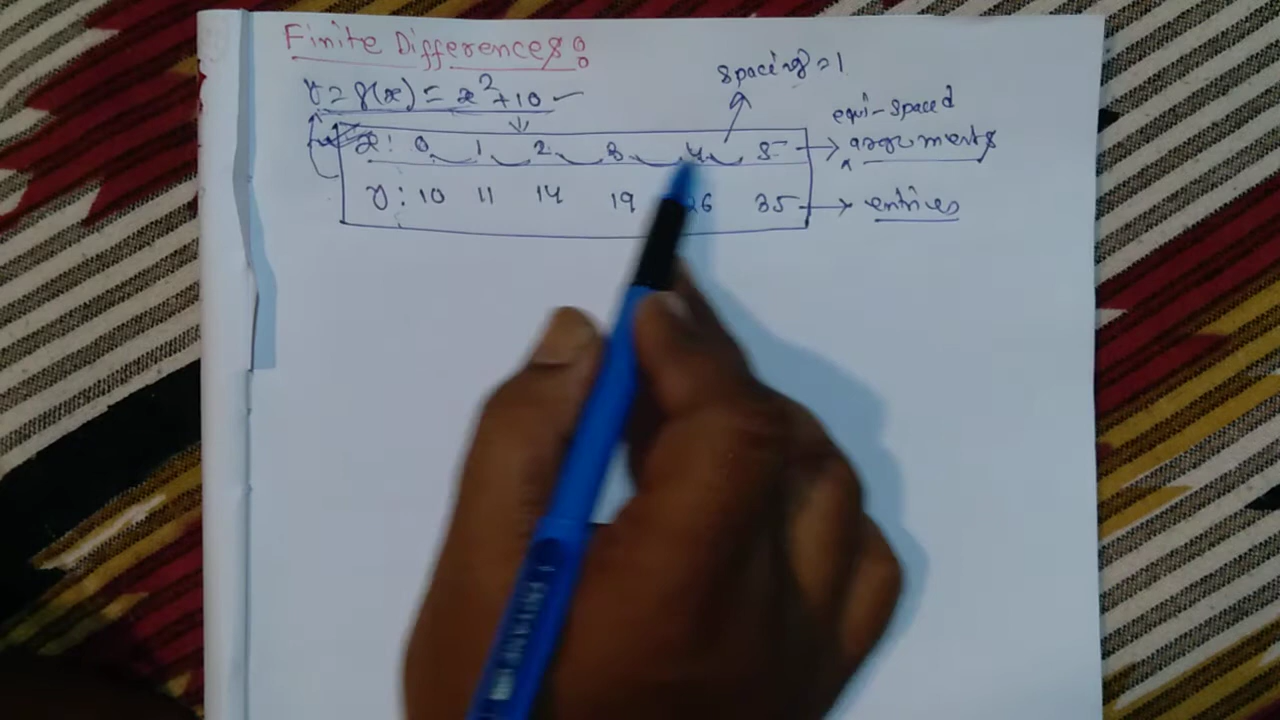 Finite Differences:
spacing = 1
y = f(x) = x²+10
equi-spaced
x: 0 1 2 3 4 5 → arguments
y: 10 11 14 19 26 35 → entries